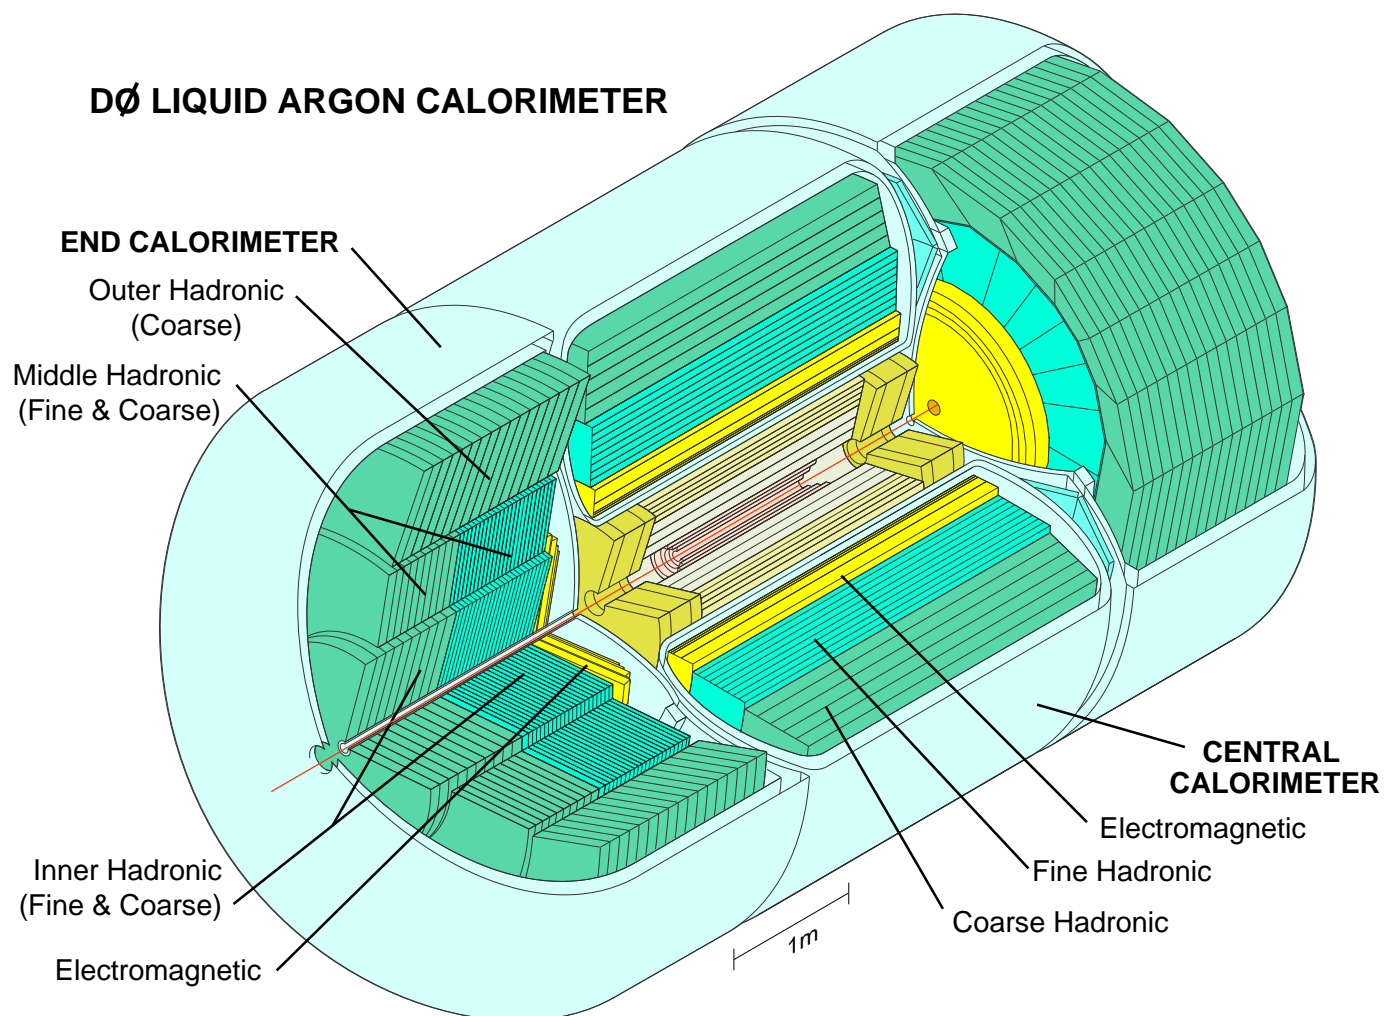 DØ LIQUID ARGON CALORIMETER
END CALORIMETER
Outer Hadronic
(Coarse)
Middle Hadronic
(Fine & Coarse)
Inner Hadronic
(Fine & Coarse)
Electromagnetic
1m
CENTRAL
CALORIMETER
Electromagnetic
Fine Hadronic
Coarse Hadronic